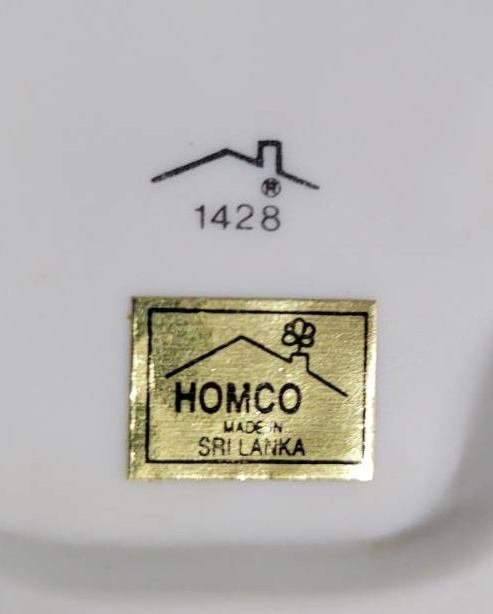 ®
1428
HOMCO
MADE IN
SRI LANKA